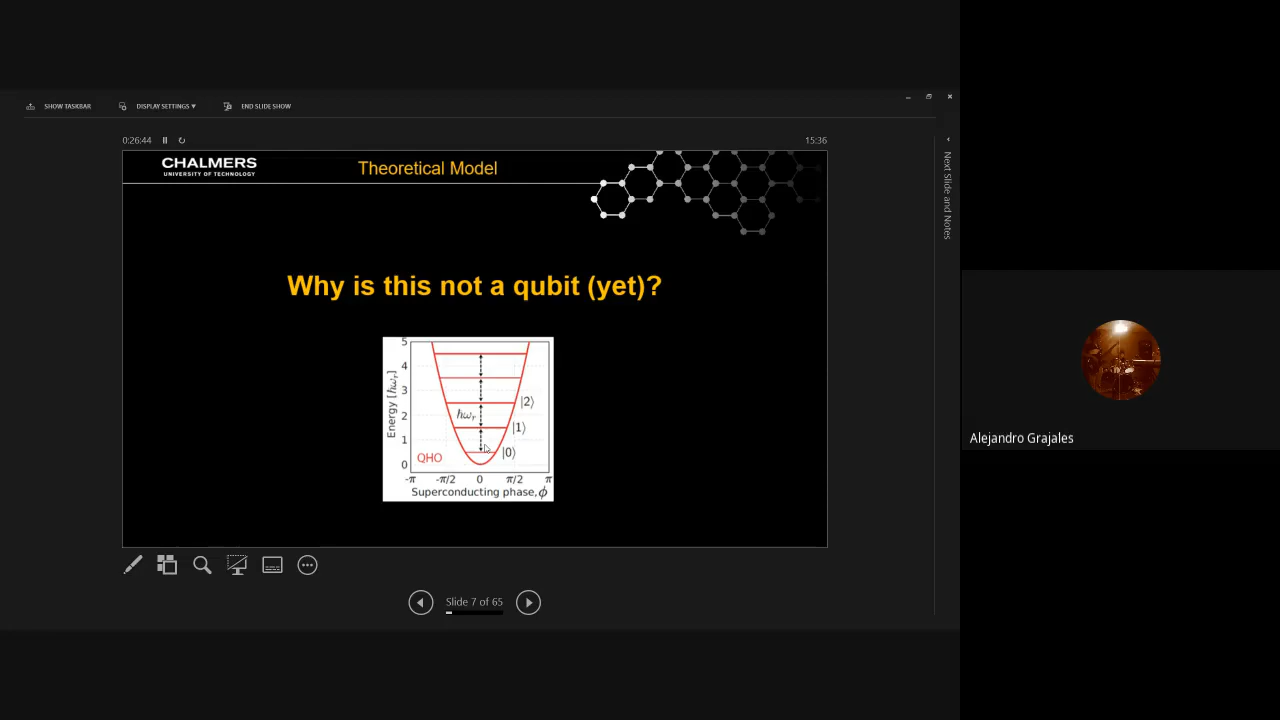 SHOW TASKBAR
DISPLAY SETTINGS ▼
END SLIDE SHOW
0:26:44
15:36
Next Slide and Notes
CHALMERS
UNIVERSITY OF TECHNOLOGY
Theoretical Model
Why is this not a qubit (yet)?
5
4
3
2
1
0
Energy [ℏωᵣ]
|2⟩
ℏωᵣ
|1⟩
|0⟩
QHO
-π -π/2 0 π/2 π
Superconducting phase, ϕ
Alejandro Grajales
Slide 7 of 65